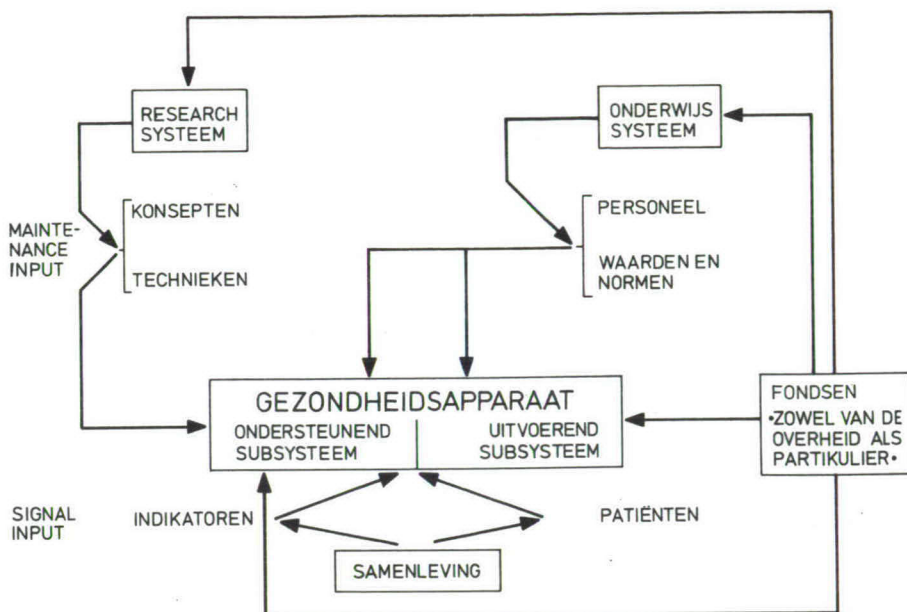 RESEARCH
SYSTEEM
ONDERWIJS
SYSTEEM
MAINTE-
NANCE
INPUT
KONSEPTEN
TECHNIEKEN
PERSONEEL
WAARDEN EN
NORMEN
GEZONDHEIDSAPPARAAT
ONDERSTEUNEND
SUBSYSTEEM
UITVOEREND
SUBSYSTEEM
FONDSEN
•ZOWEL VAN DE
OVERHEID ALS
PARTIKULIER•
SIGNAL
INPUT
INDIKATOREN
PATIËNTEN
SAMENLEVING